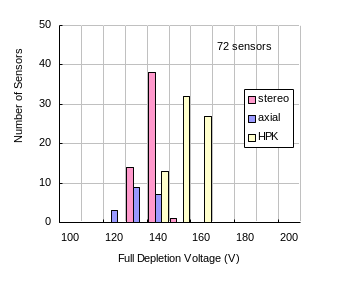 50
40
30
20
10
0
Number of Sensors
72 sensors
stereo
axial
HPK
100 120 140 160 180 200
Full Depletion Voltage (V)